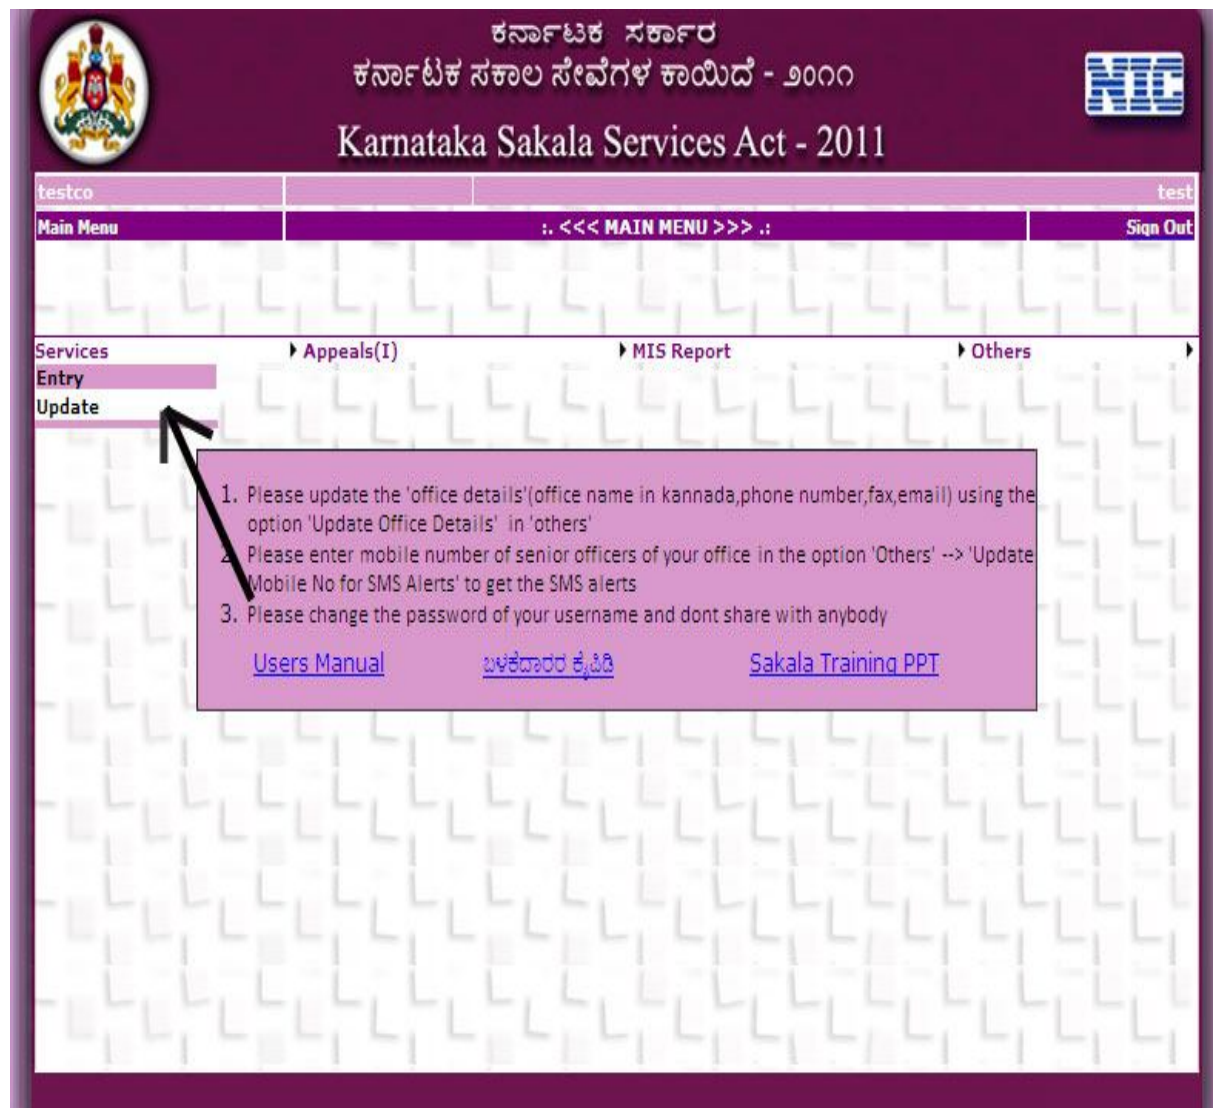 ಕರ್ನಾಟಕ ಸರ್ಕಾರ
ಕರ್ನಾಟಕ ಸಕಾಲ ಸೇವೆಗಳ ಕಾಯಿದೆ - ೨೦೧೧
NIC
Karnataka Sakala Services Act - 2011
testco test
Main Menu :. <<< MAIN MENU >>> .: Sign Out
Services Appeals(I) MIS Report Others
Entry
Update
1. Please update the 'office details'(office name in kannada,phone number,fax,email) using the
option 'Update Office Details' in 'others'
2. Please enter mobile number of senior officers of your office in the option 'Others' --> 'Update
Mobile No for SMS Alerts' to get the SMS alerts
3. Please change the password of your username and dont share with anybody
Users Manual ಬಳಕೆದಾರರ ಕೈಪಿಡಿ Sakala Training PPT